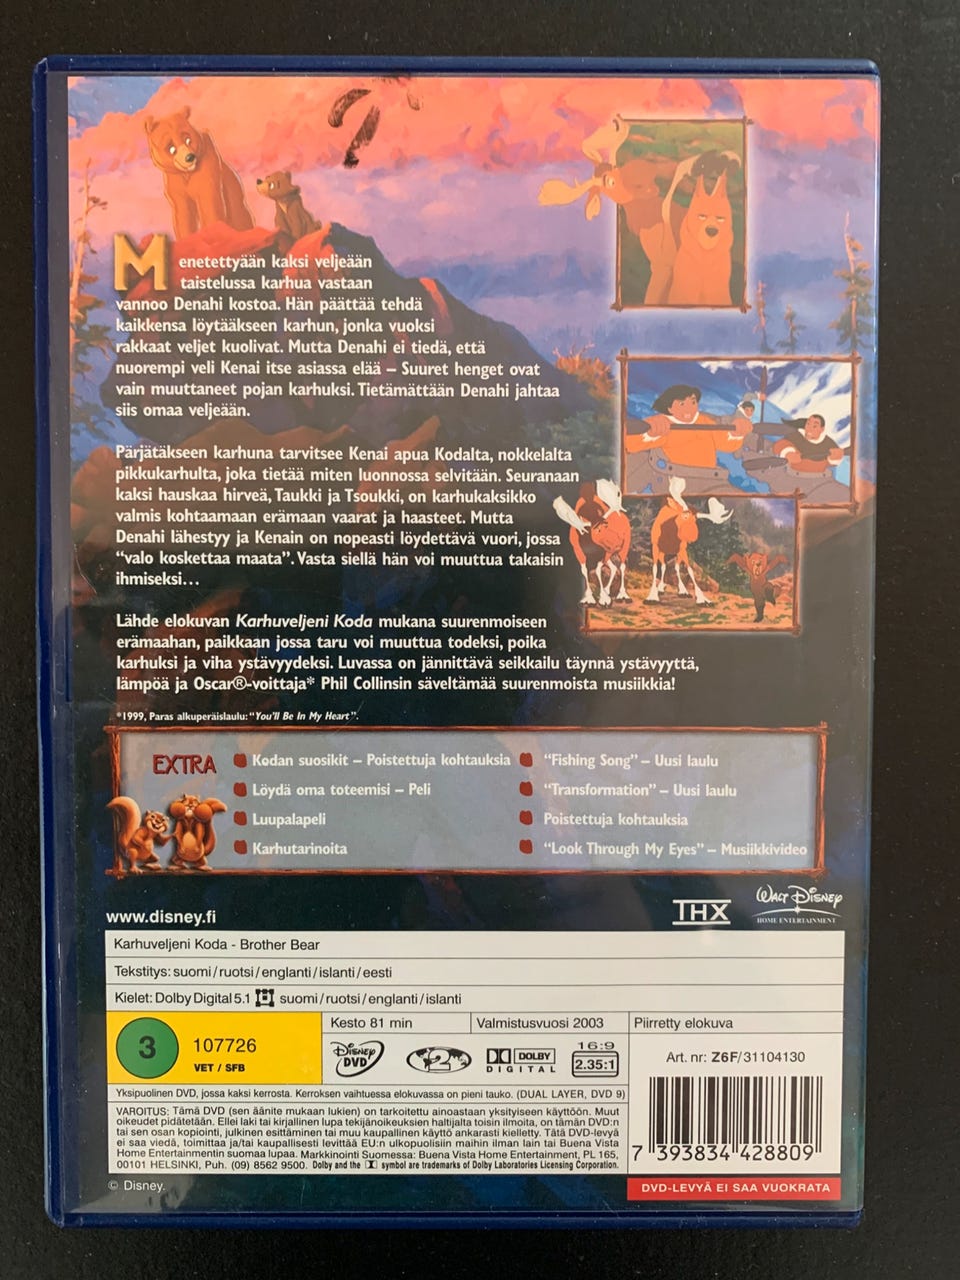 Menetettyään kaksi veljeään
taistelussa karhua vastaan
vannoo Denahi kostoa. Hän päättää tehdä
kaikkensa löytääkseen karhun, jonka vuoksi
rakkaat veljet kuolivat. Mutta Denahi ei tiedä, että
nuorempi veli Kenai itse asiassa elää – Suuret henget ovat
vain muuttaneet pojan karhuksi. Tietämättään Denahi jahtaa
siis omaa veljeään.
Pärjätäkseen karhuna tarvitsee Kenai apua Kodalta, nokkelalta
pikkukarhulta, joka tietää miten luonnossa selvitään. Seuranaan
kaksi hauskaa hirveä, Taukki ja Tsoukki, on karhukaksikko
valmis kohtaamaan erämaan vaarat ja haasteet. Mutta
Denahi lähestyy ja Kenain on nopeasti löydettävä vuori, jossa
“valo koskettaa maata”. Vasta siellä hän voi muuttua takaisin
ihmiseksi...
Lähde elokuvan Karhuveljeni Koda mukana suurenmoiseen
erämaahan, paikkaan jossa taru voi muuttua todeksi, poika
karhuksi ja viha ystävyydeksi. Luvassa on jännittävä seikkailu täynnä ystävyyttä,
lämpöä ja Oscar®-voittaja* Phil Collinsin säveltämää suurenmoista musiikkia!
*1999, Paras alkuperäislaulu: “You'll Be In My Heart”.
EXTRA
Kodan suosikit – Poistettuja kohtauksia
Löydä oma toteemisi – Peli
Luupalapeli
Karhutarinoita
“Fishing Song” – Uusi laulu
“Transformation” – Uusi laulu
Poistettuja kohtauksia
“Look Through My Eyes” – Musiikkivideo
www.disney.fi
THX
WALT DISNEY
HOME ENTERTAINMENT
Karhuveljeni Koda - Brother Bear
Tekstitys: suomi/ruotsi/englanti/islanti/eesti
Kielet: Dolby Digital 5.1 suomi/ruotsi/englanti/islanti
3 107726
VET / SFB
Kesto 81 min
Valmistusvuosi 2003
Piirretty elokuva
Disney
DVD
2
DOLBY
DIGITAL
16:9
2.35:1
Art. nr: Z6F/31104130
Yksipuolinen DVD, jossa kaksi kerrosta. Kerroksen vaihtuessa elokuvassa on pieni tauko. (DUAL LAYER, DVD 9)
VAROITUS: Tämä DVD (sen äänite mukaan lukien) on tarkoitettu ainoastaan yksityiseen käyttöön. Muut
oikeudet pidätetään. Ellei laki tai kirjallinen lupa tekijänoikeuksien haltijalta toisin ilmoita, on tämän DVD:n
tai sen osan kopiointi, julkinen esittäminen tai muu kaupallinen käyttö ankarasti kielletty. Tätä DVD-levyä
ei saa viedä, toimittaa ja/tai kaupallisesti levittää EU:n ulkopuolisiin maihin ilman lain tai Buena Vista
Home Entertainmentin suomaa lupaa. Markkinointi Suomessa: Buena Vista Home Entertainment, PL 165,
00101 HELSINKI, Puh. (09) 8562 9500. Dolby and the symbol are trademarks of Dolby Laboratories Licensing Corporation.
7 393834 428809
© Disney.
DVD-LEVYÄ EI SAA VUOKRATA